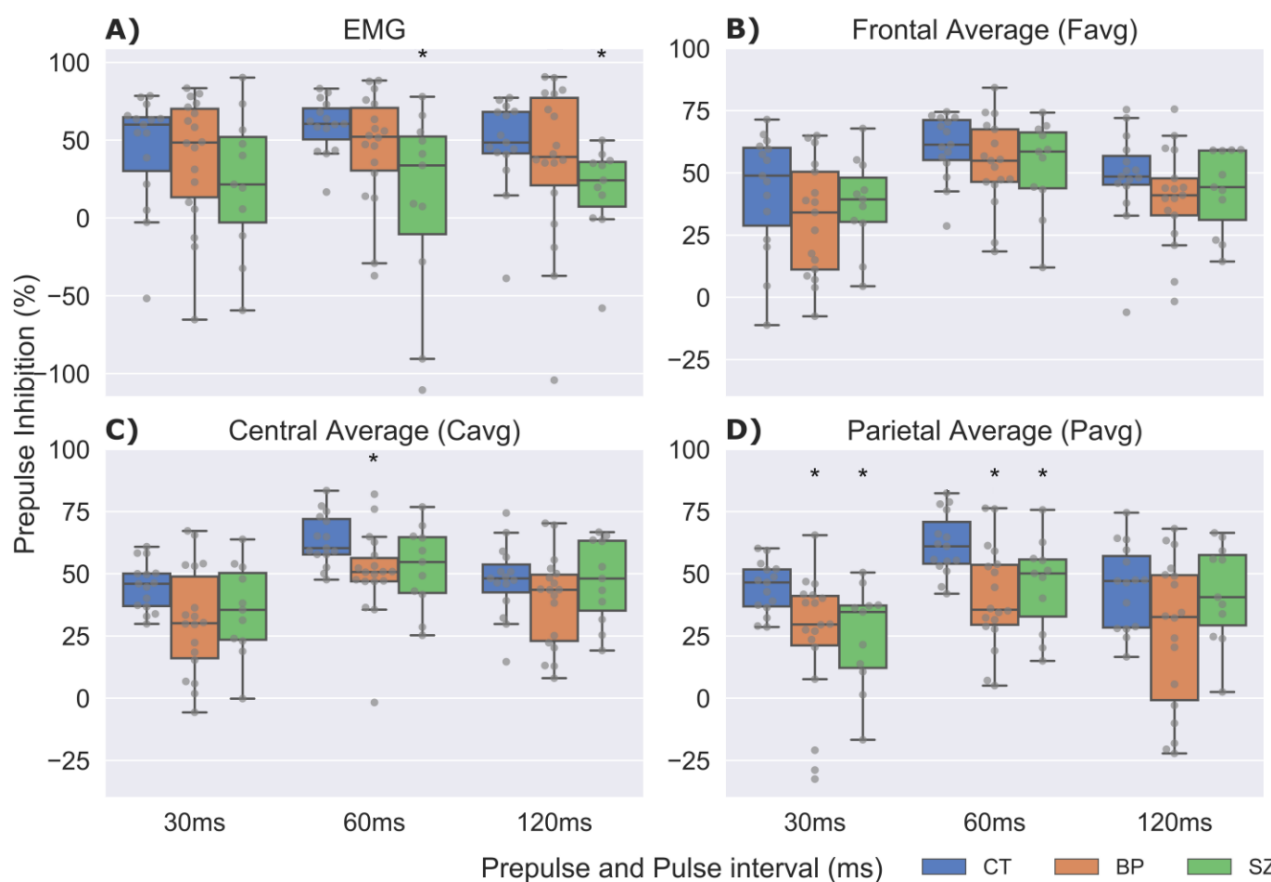 A) EMG
B) Frontal Average (Favg)
* *
100
50
0
−50
−100
100
75
50
25
0
−25
Prepulse Inhibition (%)
C) Central Average (Cavg)
D) Parietal Average (Pavg)
*
* * * *
100
75
50
25
0
−25
100
75
50
25
0
−25
30ms 60ms 120ms
30ms 60ms 120ms
Prepulse and Pulse interval (ms) CT BP SZ